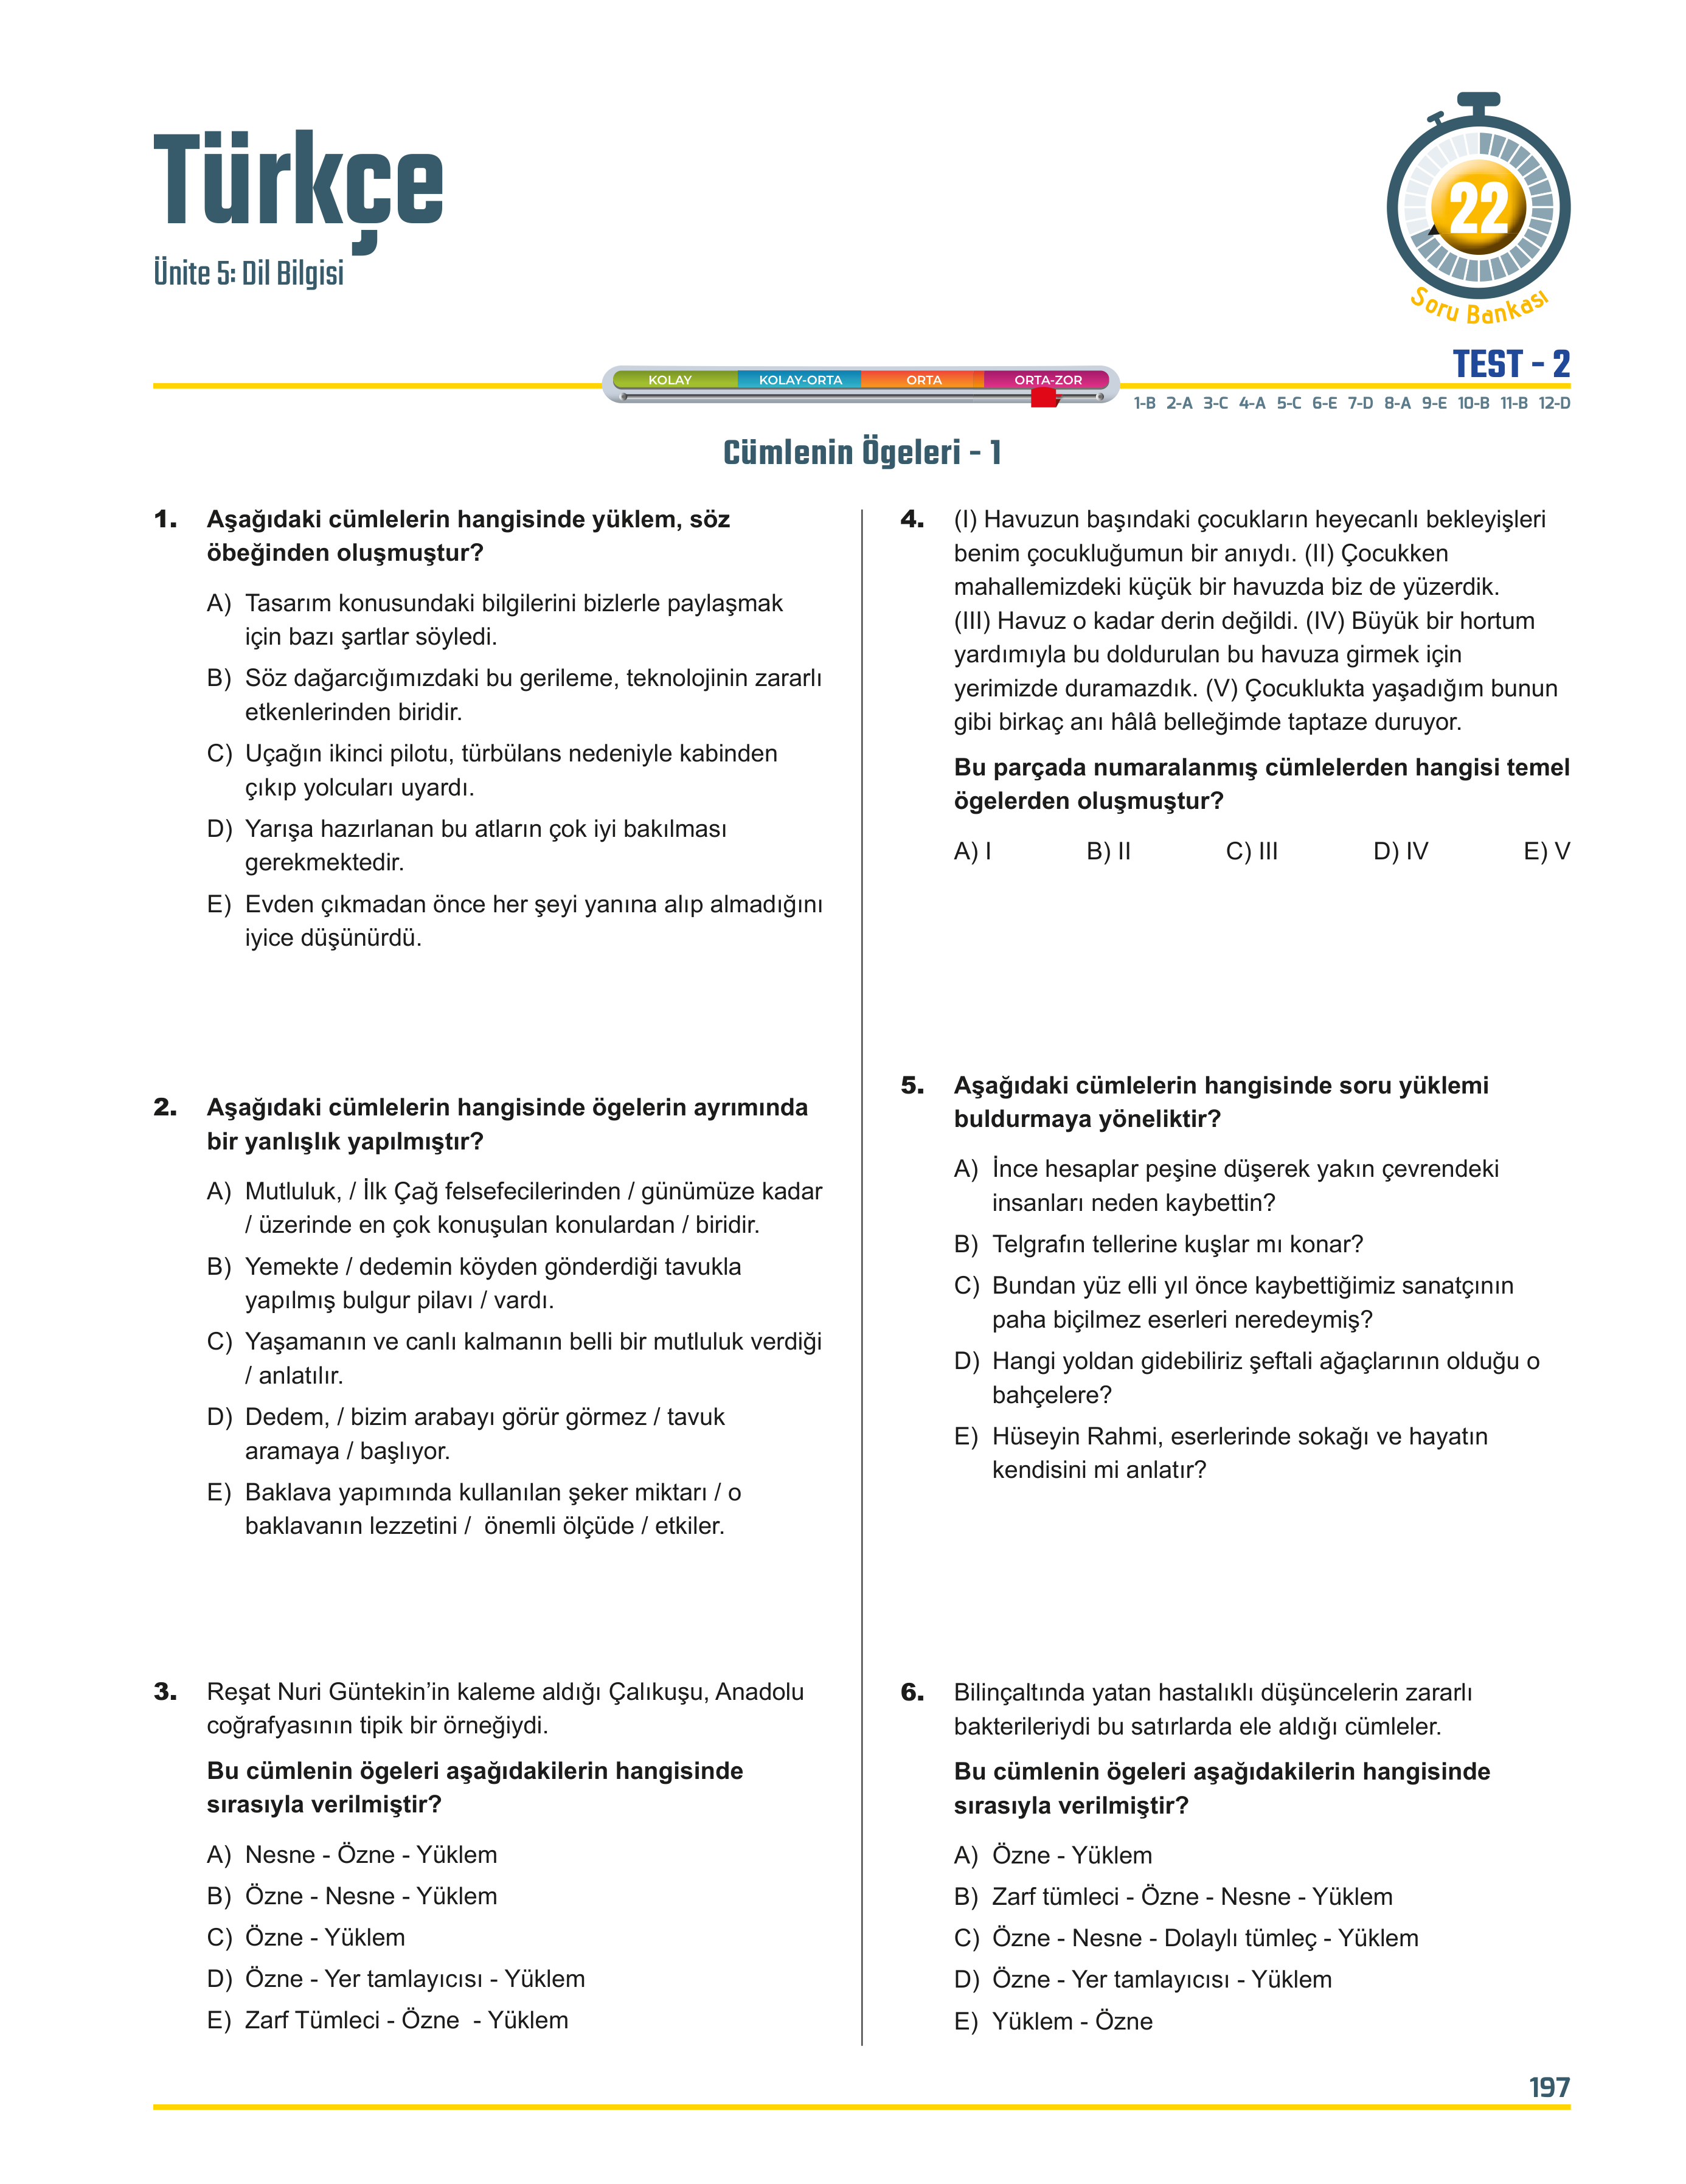 Türkçe
Ünite 5: Dil Bilgisi
22
Soru Bankası
TEST - 2
KOLAY KOLAY-ORTA ORTA ORTA-ZOR
1-B 2-A 3-C 4-A 5-C 6-E 7-D 8-A 9-E 10-B 11-B 12-D
Cümlenin Ögeleri - 1
1. Aşağıdaki cümlelerin hangisinde yüklem, söz
öbeğinden oluşmuştur?
A) Tasarım konusundaki bilgilerini bizlerle paylaşmak
için bazı şartlar söyledi.
B) Söz dağarcığımızdaki bu gerileme, teknolojinin zararlı
etkenlerinden biridir.
C) Uçağın ikinci pilotu, türbülans nedeniyle kabinden
çıkıp yolcuları uyardı.
D) Yarışa hazırlanan bu atların çok iyi bakılması
gerekmektedir.
E) Evden çıkmadan önce her şeyi yanına alıp almadığını
iyice düşünürdü.
2. Aşağıdaki cümlelerin hangisinde ögelerin ayrımında
bir yanlışlık yapılmıştır?
A) Mutluluk, / İlk Çağ felsefecilerinden / günümüze kadar
/ üzerinde en çok konuşulan konulardan / biridir.
B) Yemekte / dedemin köyden gönderdiği tavukla
yapılmış bulgur pilavı / vardı.
C) Yaşamanın ve canlı kalmanın belli bir mutluluk verdiği
/ anlatılır.
D) Dedem, / bizim arabayı görür görmez / tavuk
aramaya / başlıyor.
E) Baklava yapımında kullanılan şeker miktarı / o
baklavanın lezzetini / önemli ölçüde / etkiler.
3. Reşat Nuri Güntekin’in kaleme aldığı Çalıkuşu, Anadolu
coğrafyasının tipik bir örneğiydi.
Bu cümlenin ögeleri aşağıdakilerin hangisinde
sırasıyla verilmiştir?
A) Nesne - Özne - Yüklem
B) Özne - Nesne - Yüklem
C) Özne - Yüklem
D) Özne - Yer tamlayıcısı - Yüklem
E) Zarf Tümleci - Özne - Yüklem
4. (I) Havuzun başındaki çocukların heyecanlı bekleyişleri
benim çocukluğumun bir anıydı. (II) Çocukken
mahallemizdeki küçük bir havuzda biz de yüzerdik.
(III) Havuz o kadar derin değildi. (IV) Büyük bir hortum
yardımıyla bu doldurulan bu havuza girmek için
yerimizde duramazdık. (V) Çocuklukta yaşadığım bunun
gibi birkaç anı hâlâ belleğimde taptaze duruyor.
Bu parçada numaralanmış cümlelerden hangisi temel
ögelerden oluşmuştur?
A) I B) II C) III D) IV E) V
5. Aşağıdaki cümlelerin hangisinde soru yüklemi
buldurmaya yöneliktir?
A) İnce hesaplar peşine düşerek yakın çevrendeki
insanları neden kaybettin?
B) Telgrafın tellerine kuşlar mı konar?
C) Bundan yüz elli yıl önce kaybettiğimiz sanatçının
paha biçilmez eserleri neredeymiş?
D) Hangi yoldan gidebiliriz şeftali ağaçlarının olduğu o
bahçelere?
E) Hüseyin Rahmi, eserlerinde sokağı ve hayatın
kendisini mi anlatır?
6. Bilinçaltında yatan hastalıklı düşüncelerin zararlı
bakterileriydi bu satırlarda ele aldığı cümleler.
Bu cümlenin ögeleri aşağıdakilerin hangisinde
sırasıyla verilmiştir?
A) Özne - Yüklem
B) Zarf tümleci - Özne - Nesne - Yüklem
C) Özne - Nesne - Dolaylı tümleç - Yüklem
D) Özne - Yer tamlayıcısı - Yüklem
E) Yüklem - Özne
197